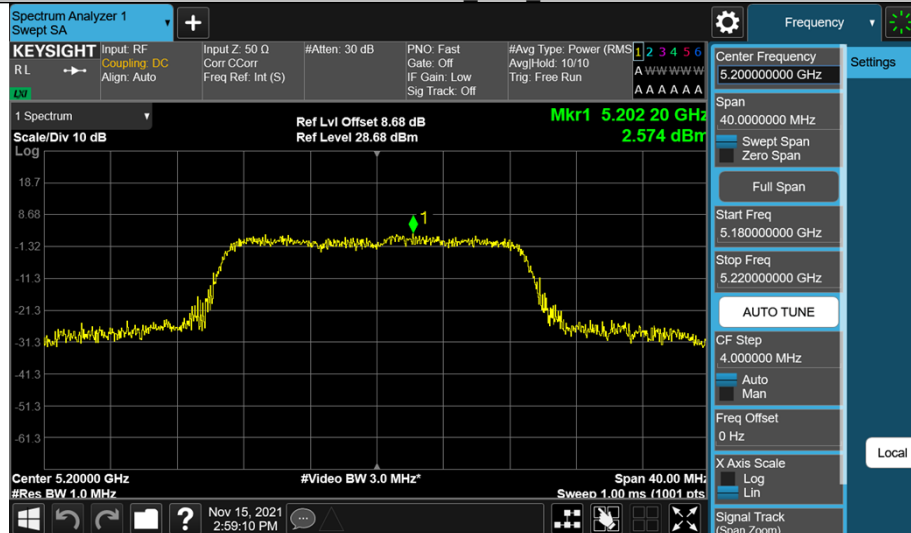 Spectrum Analyzer 1
Swept SA
Frequency
KEYSIGHT
R L
LXI
Input: RF
Coupling: DC
Align: Auto
Input Z: 50 Ω
Corr CCorr
Freq Ref: Int (S)
#Atten: 30 dB
PNO: Fast
Gate: Off
IF Gain: Low
Sig Track: Off
#Avg Type: Power (RMS
Avg|Hold: 10/10
Trig: Free Run
1 2 3 4 5 6
A W W W W W
A A A A A A
1 Spectrum
Scale/Div 10 dB
Ref Lvl Offset 8.68 dB
Ref Level 28.68 dBm
Mkr1 5.202 20 GHz
2.574 dBm
Log
18.7
8.68
-1.32
-11.3
-21.3
-31.3
-41.3
-51.3
-61.3
1
Center 5.20000 GHz
#Video BW 3.0 MHz*
Span 40.00 MHz
#Res BW 1.0 MHz
Sweep 1.00 ms (1001 pts
Nov 15, 2021
2:59:10 PM
?
Center Frequency
5.200000000 GHz
Settings
Span
40.0000000 MHz
Swept Span
Zero Span
Full Span
Start Freq
5.180000000 GHz
Stop Freq
5.220000000 GHz
AUTO TUNE
CF Step
4.000000 MHz
Auto
Man
Freq Offset
0 Hz
Local
X Axis Scale
Log
Lin
Signal Track
(Span Zoom)